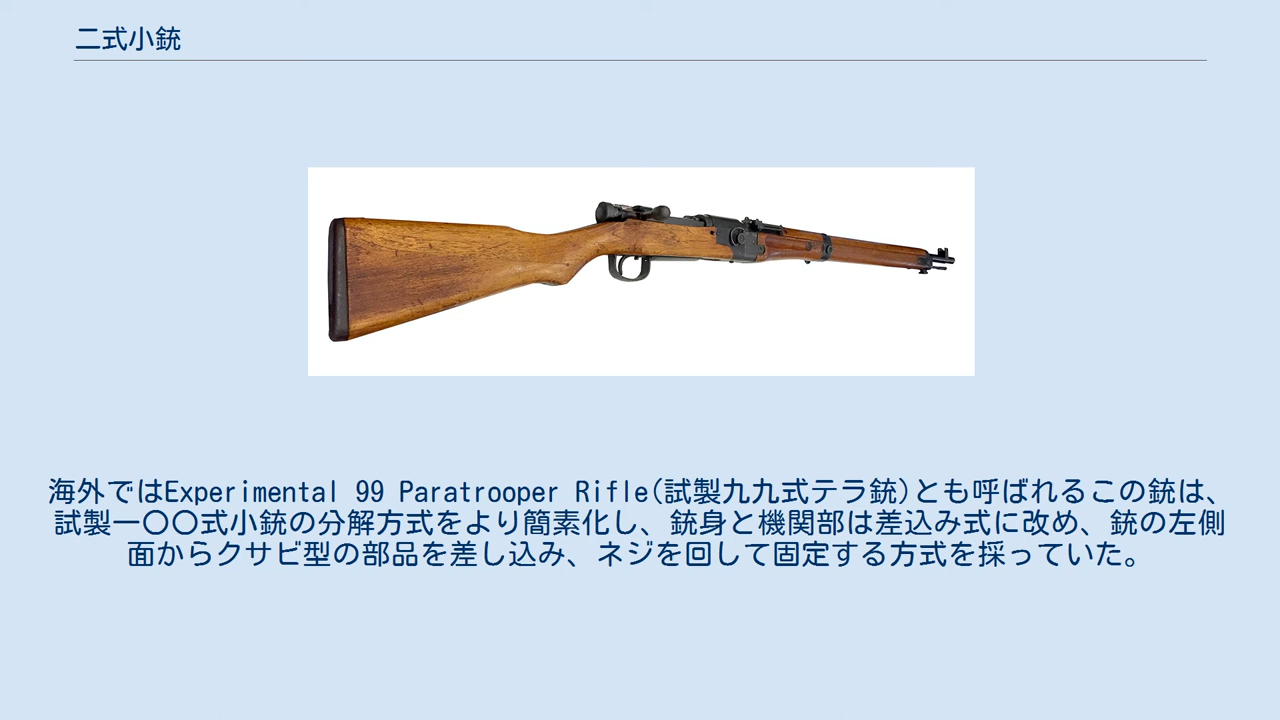 二式小銃
海外ではExperimental 99 Paratrooper Rifle(試製九九式テラ銃)とも呼ばれるこの銃は、
試製一〇〇式小銃の分解方式をより簡素化し、銃身と機関部は差込み式に改め、銃の左側
面からクサビ型の部品を差し込み、ネジを回して固定する方式を採っていた。